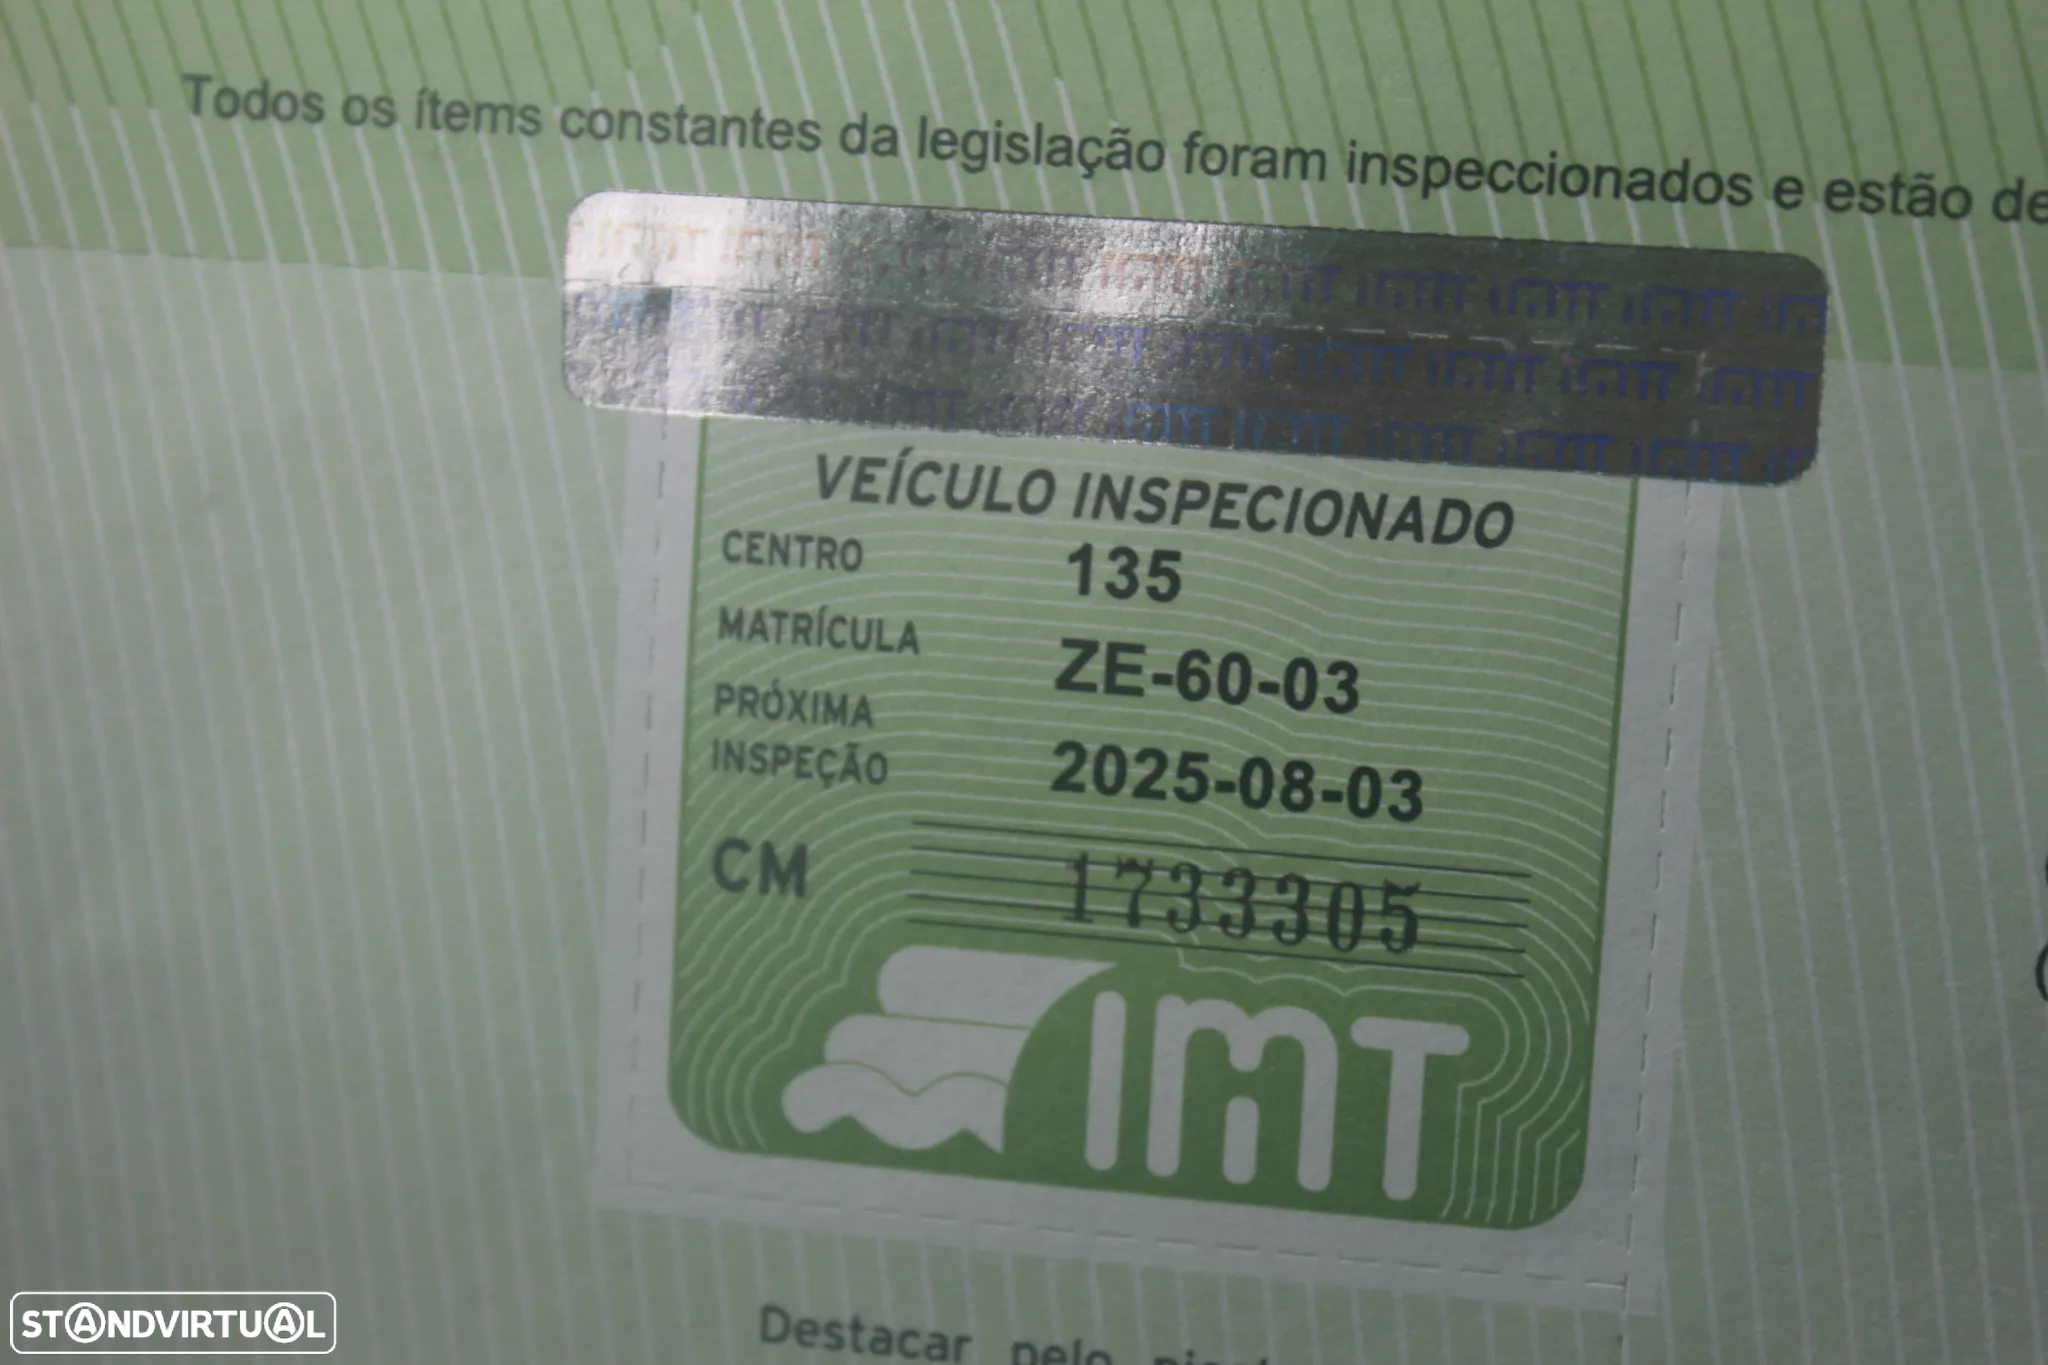 Todos os ítems constantes da legislação foram inspeccionados e estão de
VEÍCULO INSPECIONADO
CENTRO 135
MATRÍCULA ZE-60-03
PRÓXIMA
INSPEÇÃO 2025-08-03
CM 1733305
IMT
Destacar pelo
STANDVIRTUAL